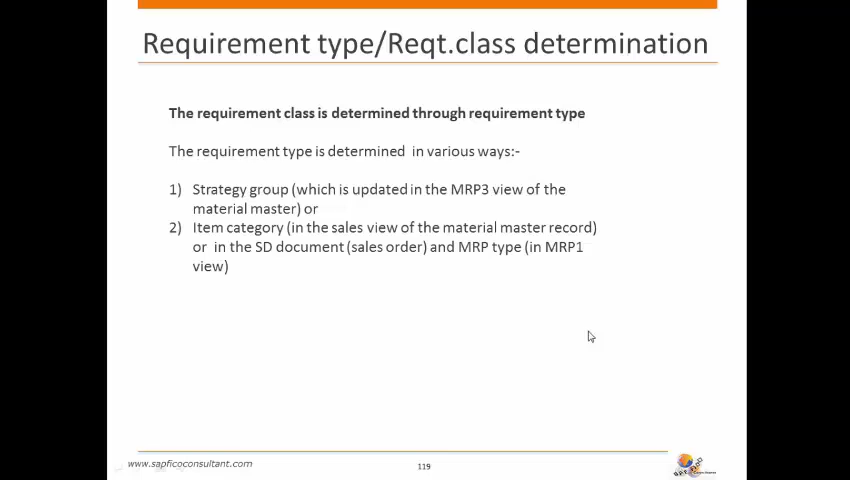 Requirement type/Reqt.class determination
The requirement class is determined through requirement type
The requirement type is determined in various ways:-
1) Strategy group (which is updated in the MRP3 view of the
material master) or
2) Item category (in the sales view of the material master record)
or in the SD document (sales order) and MRP type (in MRP1
view)
www.sapficoconsultant.com
119